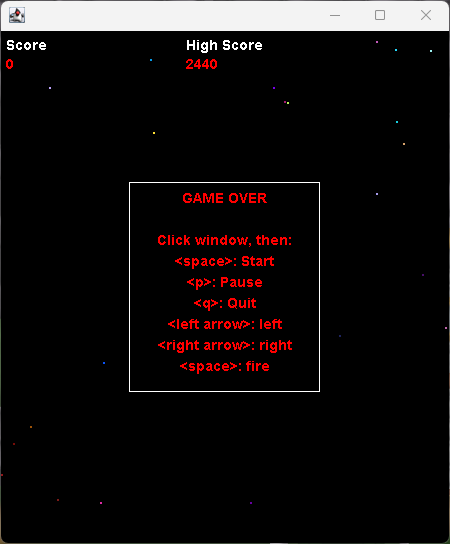 Score High Score
0 2440
GAME OVER
Click window, then:
<space>: Start
<p>: Pause
<q>: Quit
<left arrow>: left
<right arrow>: right
<space>: fire